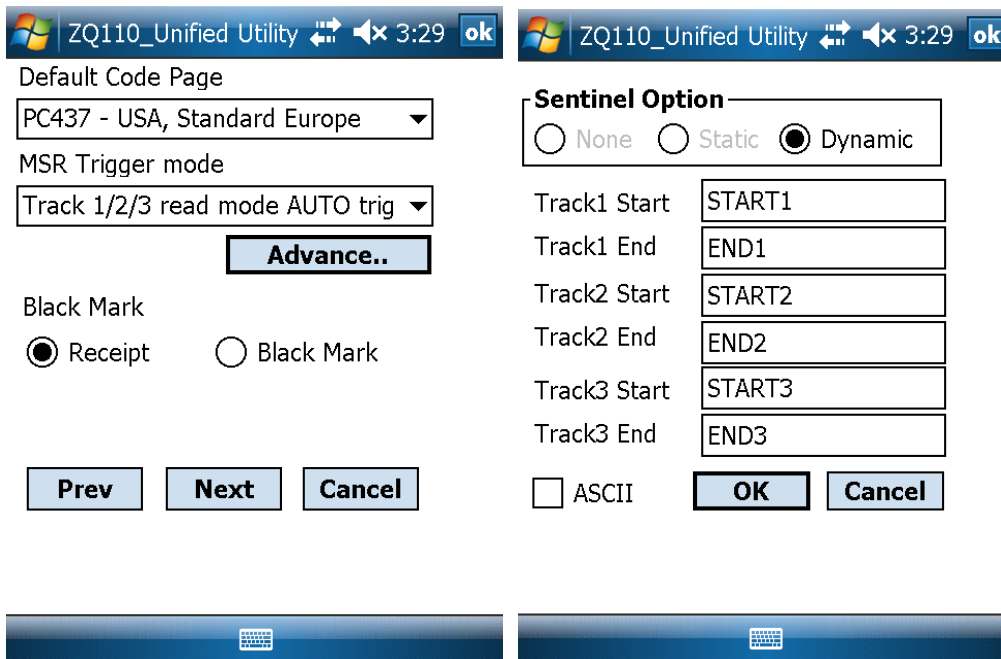 ZQ110_Unified Utility 3:29 ok
Default Code Page
PC437 - USA, Standard Europe
MSR Trigger mode
Track 1/2/3 read mode AUTO trig
Advance..
Black Mark
Receipt Black Mark
Prev Next Cancel
ZQ110_Unified Utility 3:29 ok
Sentinel Option
None Static Dynamic
Track1 Start START1
Track1 End END1
Track2 Start START2
Track2 End END2
Track3 Start START3
Track3 End END3
ASCII OK Cancel